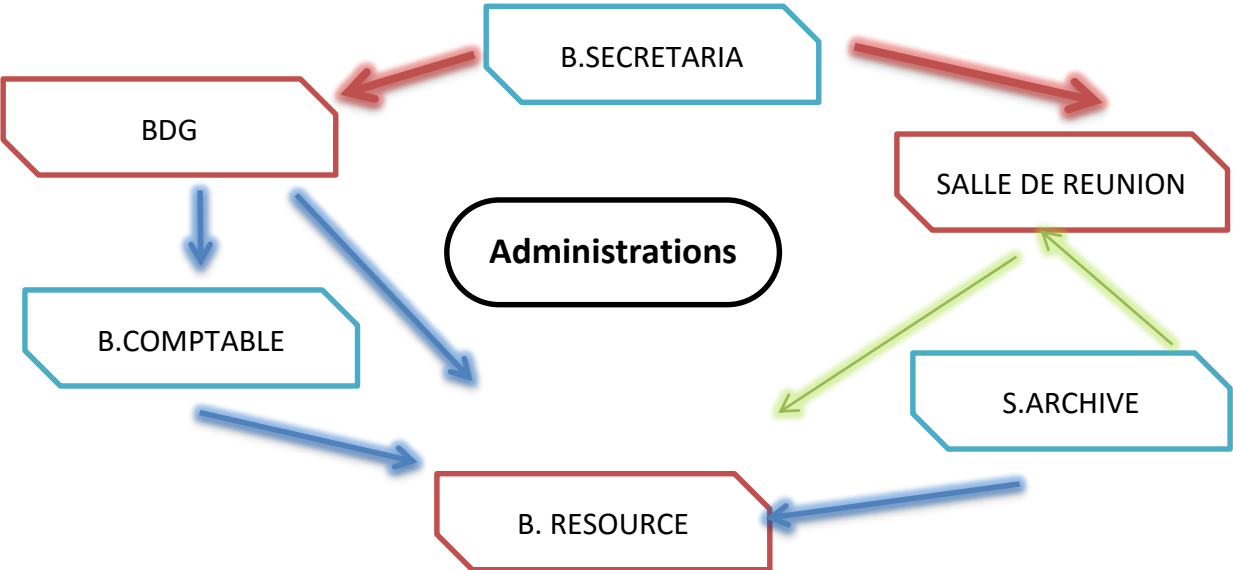 B.SECRETARIA
BDG
SALLE DE REUNION
Administrations
B.COMPTABLE
S.ARCHIVE
B. RESOURCE